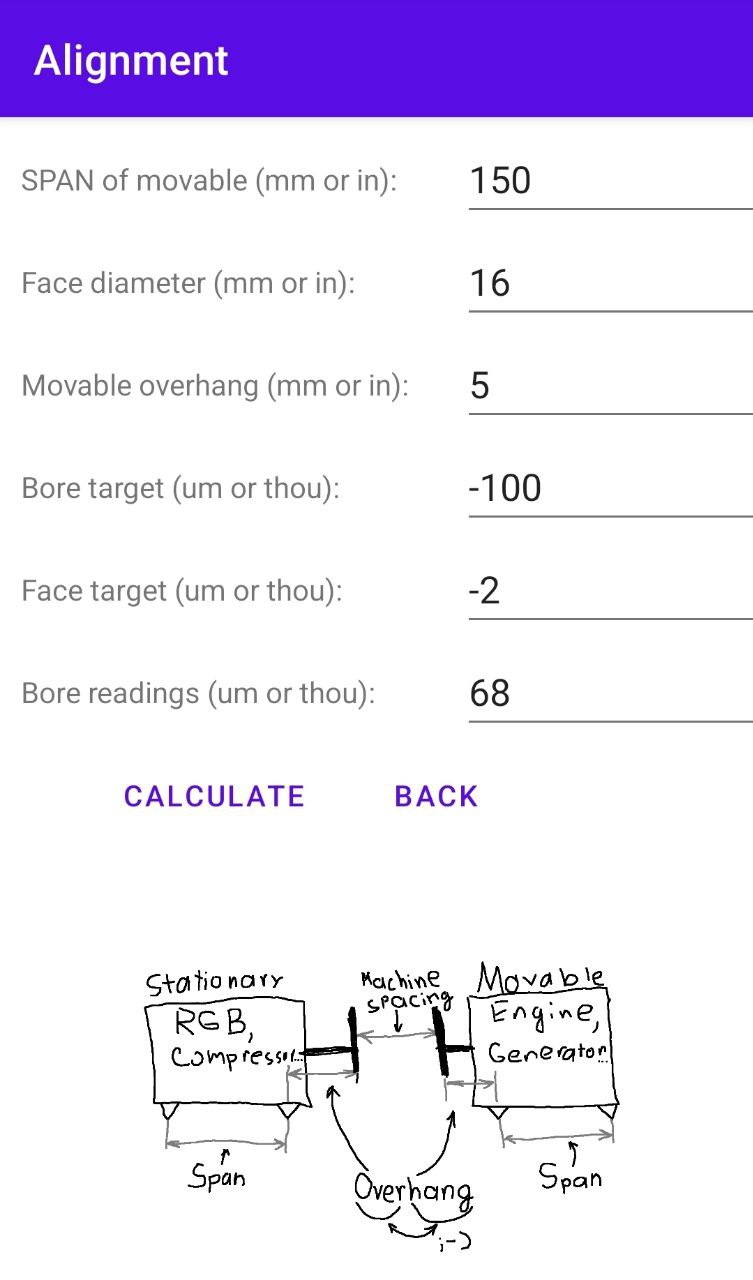 Alignment
SPAN of movable (mm or in): 150
Face diameter (mm or in): 16
Movable overhang (mm or in): 5
Bore target (um or thou): -100
Face target (um or thou): -2
Bore readings (um or thou): 68
CALCULATE BACK
Stationary
RGB,
Compressor..
Machine
spacing
Movable
Engine,
Generator..
Span
Overhang
;-)
Span